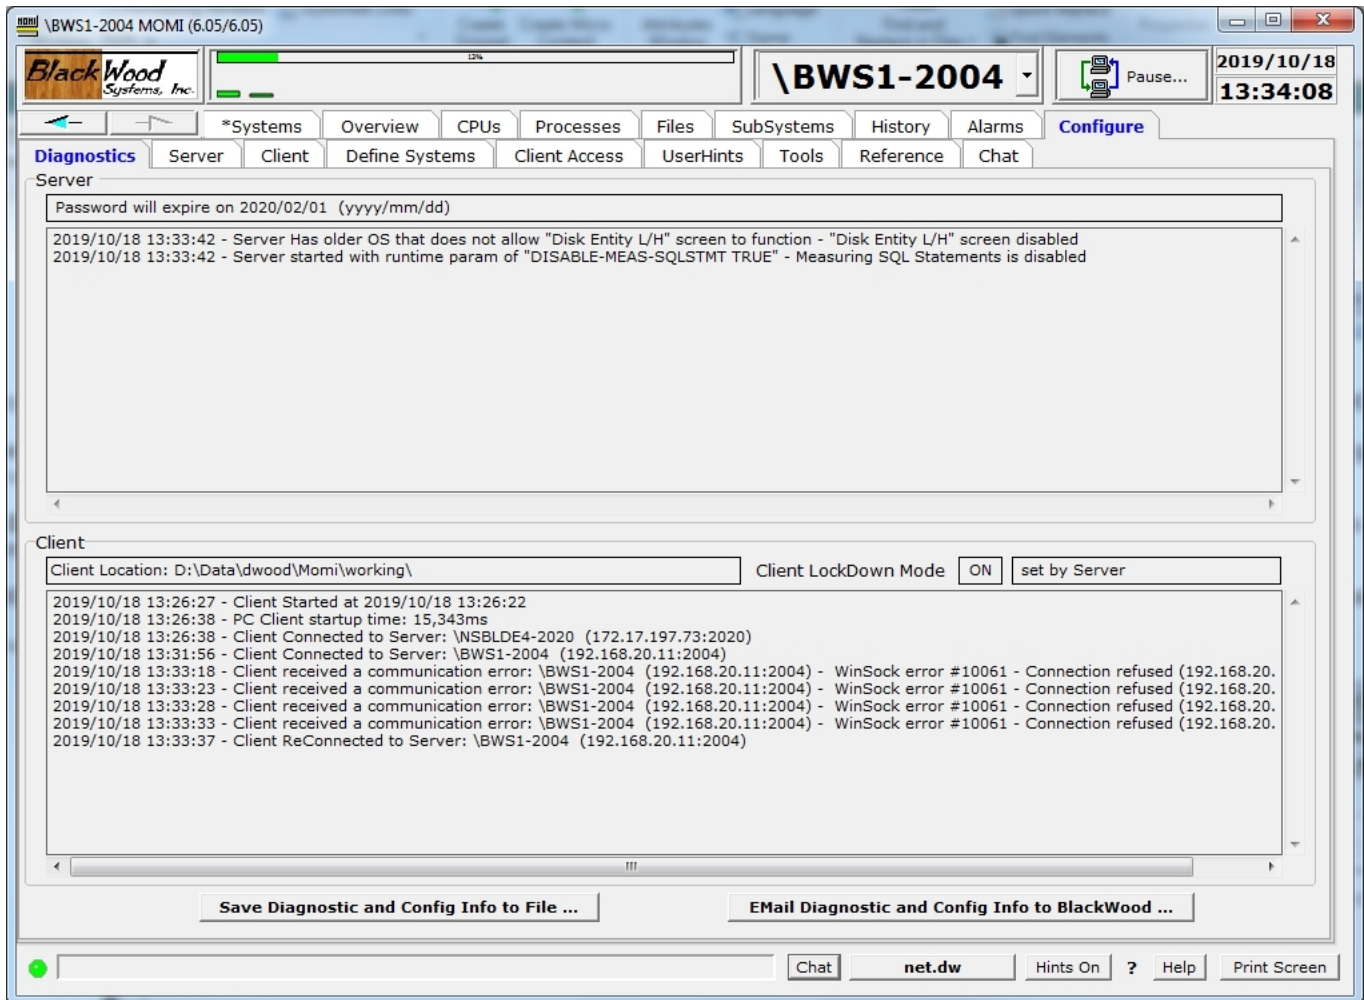 \BWS1-2004 MOMI (6.05/6.05)
BlackWood
Systems, Inc.
12%
\BWS1-2004
Pause...
2019/10/18
13:34:08
*Systems Overview CPUs Processes Files SubSystems History Alarms Configure
Diagnostics Server Client Define Systems Client Access UserHints Tools Reference Chat
Server
Password will expire on 2020/02/01 (yyyy/mm/dd)
2019/10/18 13:33:42 - Server Has older OS that does not allow "Disk Entity L/H" screen to function - "Disk Entity L/H" screen disabled
2019/10/18 13:33:42 - Server started with runtime param of "DISABLE-MEAS-SQLSTMT TRUE" - Measuring SQL Statements is disabled
Client
Client Location: D:\Data\dwood\Momi\working\ Client LockDown Mode ON set by Server
2019/10/18 13:26:27 - Client Started at 2019/10/18 13:26:22
2019/10/18 13:26:38 - PC Client startup time: 15,343ms
2019/10/18 13:26:38 - Client Connected to Server: \NSBLDE4-2020 (172.17.197.73:2020)
2019/10/18 13:31:56 - Client Connected to Server: \BWS1-2004 (192.168.20.11:2004)
2019/10/18 13:33:18 - Client received a communication error: \BWS1-2004 (192.168.20.11:2004) - WinSock error #10061 - Connection refused (192.168.20.
2019/10/18 13:33:23 - Client received a communication error: \BWS1-2004 (192.168.20.11:2004) - WinSock error #10061 - Connection refused (192.168.20.
2019/10/18 13:33:28 - Client received a communication error: \BWS1-2004 (192.168.20.11:2004) - WinSock error #10061 - Connection refused (192.168.20.
2019/10/18 13:33:33 - Client received a communication error: \BWS1-2004 (192.168.20.11:2004) - WinSock error #10061 - Connection refused (192.168.20.
2019/10/18 13:33:37 - Client ReConnected to Server: \BWS1-2004 (192.168.20.11:2004)
Save Diagnostic and Config Info to File ... EMail Diagnostic and Config Info to BlackWood ...
Chat net.dw Hints On ? Help Print Screen